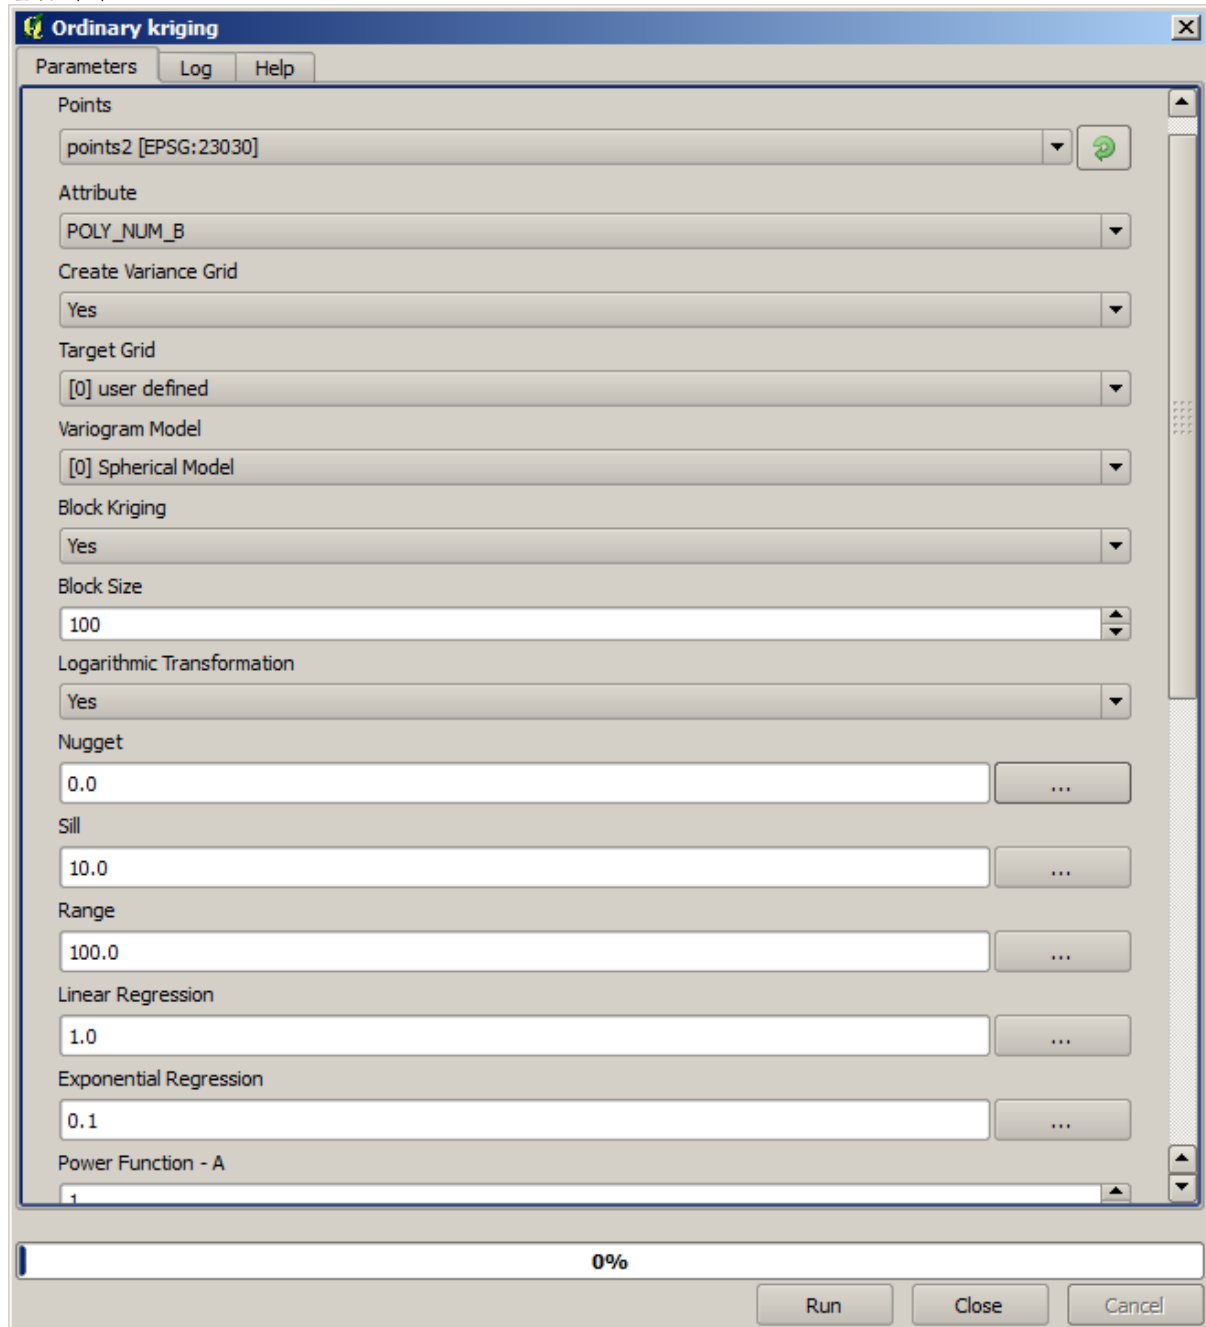 Ordinary kriging
Parameters Log Help
Points
points2 [EPSG:23030]
Attribute
POLY_NUM_B
Create Variance Grid
Yes
Target Grid
[0] user defined
Variogram Model
[0] Spherical Model
Block Kriging
Yes
Block Size
100
Logarithmic Transformation
Yes
Nugget
0.0 ...
Sill
10.0 ...
Range
100.0 ...
Linear Regression
1.0 ...
Exponential Regression
0.1 ...
Power Function - A
1
0%
Run Close Cancel